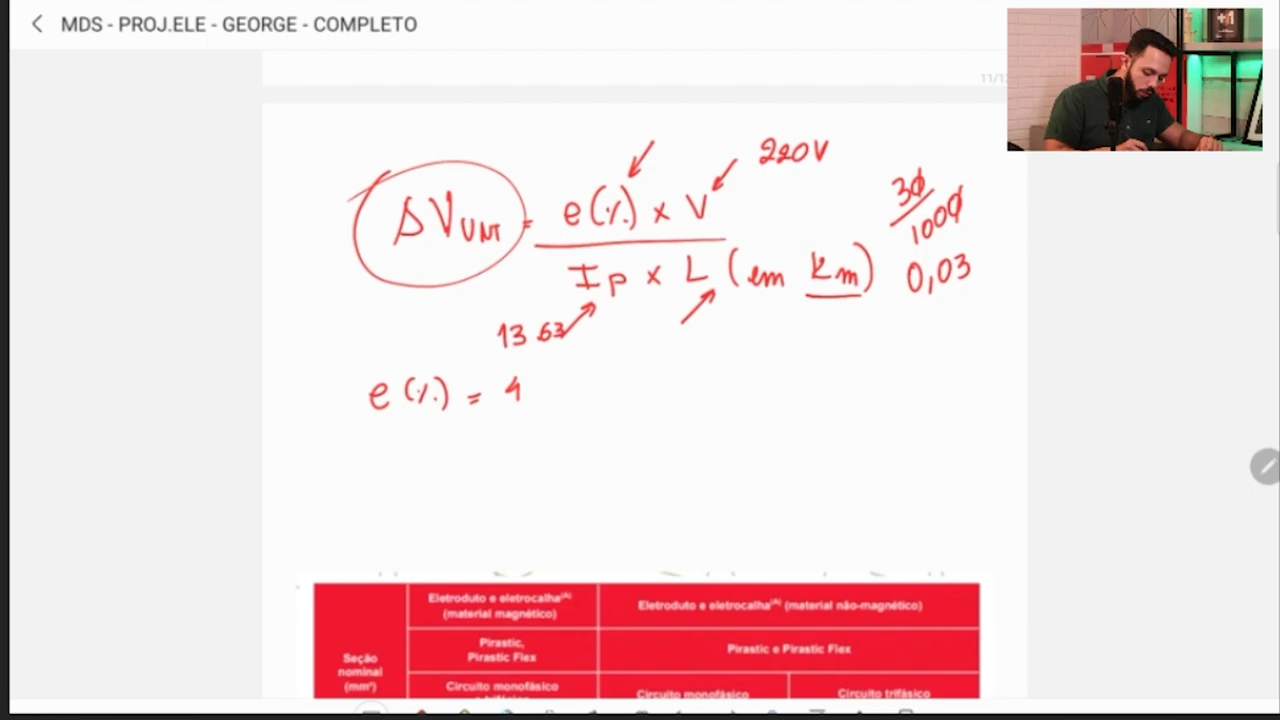 MDS - PROJ.ELE - GEORGE - COMPLETO
ΔVUNT = e(%) x V
Ip x L (em km)
220V
30
1000
0,03
13.63
e(%) = 4
Eletroduto e eletrocalha(A) (material magnético)
Eletroduto e eletrocalha(A) (material não-magnético)
Pirastic, Pirastic Flex
Pirastic e Pirastic Flex
Seção nominal (mm²)
Circuito monofásico
Circuito monofásico
Circuito trifásico